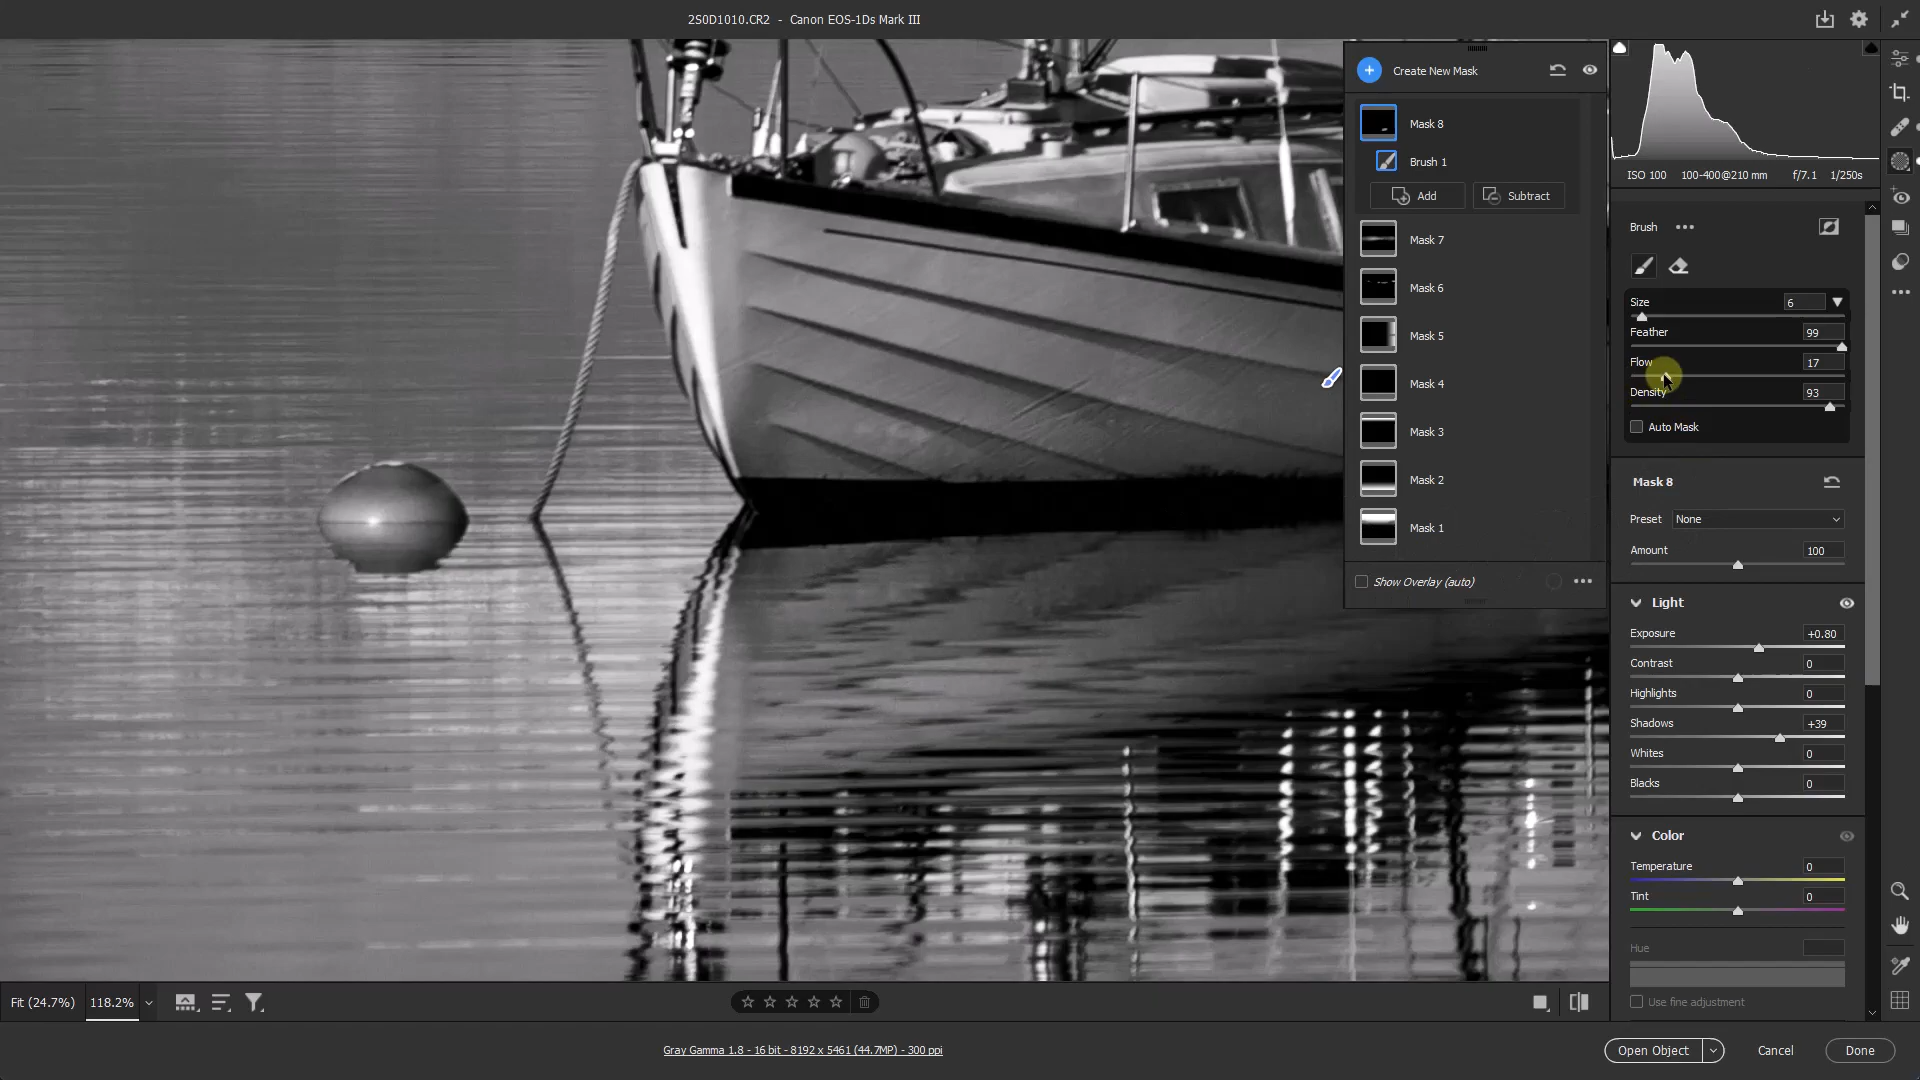 2S0D1010.CR2 - Canon EOS-1Ds Mark III
Create New Mask
Mask 8
Brush 1
Add
Subtract
Mask 7
Mask 6
Mask 5
Mask 4
Mask 3
Mask 2
Mask 1
Show Overlay (auto)
ISO 100 100-400@210 mm f/7.1 1/250s
Brush
Size 6
Feather 99
Flow 17
Density 93
Auto Mask
Mask 8
Preset None
Amount 100
Light
Exposure +0.80
Contrast 0
Highlights 0
Shadows +39
Whites 0
Blacks 0
Color
Temperature 0
Tint 0
Hue
Use fine adjustment
Fit (24.7%) 118.2%
Gray Gamma 1.8 - 16 bit - 8192 x 5461 (44.7MP) - 300 ppi
Open Object Cancel Done